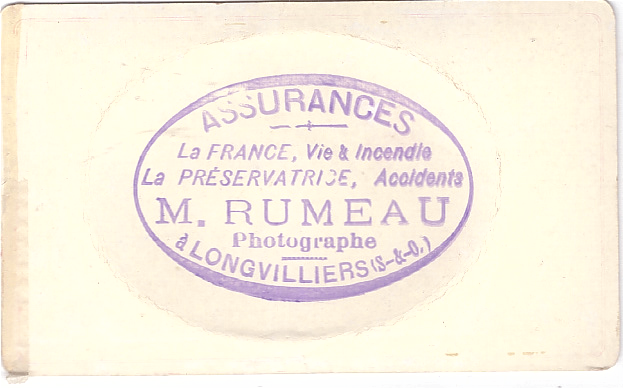 ASSURANCES
La FRANCE, Vie & Incendie
La PRÉSERVATRICE, Accidents
M. RUMEAU
Photographe
à LONGVILLIERS (S-&-O.)